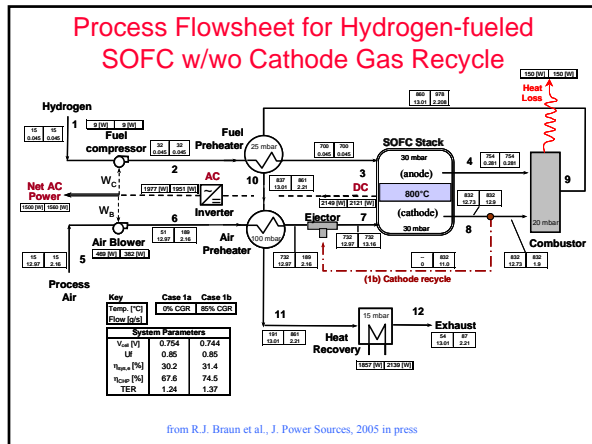 Process Flowsheet for Hydrogen-fueled
SOFC w/wo Cathode Gas Recycle
150 [W] 150 [W]
Heat
Loss
860 978
13.01 2.208
Hydrogen
15 15
0.045 0.045
1
9 [W] 9 [W]
Fuel
compressor
32 32
0.045 0.045
2
Fuel
Preheater
25 mbar
700 700
0.045 0.045
3
SOFC Stack
30 mbar
(anode)
800°C
(cathode)
30 mbar
4
754 754
0.281 0.281
9
20 mbar
Combustor
10
837 861
13.01 2.21
DC
2149 [W] 2121 [W]
832 832
12.73 12.9
8
Net AC
Power
1500 [W] 1560 [W]
W_C
W_B
AC
1977 [W] 1951 [W]
Inverter
6
51 189
12.97 2.16
Air
Preheater
100 mbar
Ejector
7
732 732
12.97 13.16
732 189
12.97 2.16
832 832
12.73 1.9
15 15
12.97 2.16
5
Air Blower
469 [W] 382 [W]
Process
Air
-- 832
0 11.0
(1b) Cathode recycle
Key Case 1a Case 1b
Temp. [°C] 0% CGR 85% CGR
Flow [g/s]
System Parameters
V_cell [V] 0.754 0.744
Uf 0.85 0.85
η_sys,e [%] 30.2 31.4
η_CHP [%] 67.6 74.5
TER 1.24 1.37
11
191 861
13.01 2.21
15 mbar
Heat
Recovery
1857 [W] 2139 [W]
12
Exhaust
54 87
13.01 2.21
from R.J. Braun et al., J. Power Sources, 2005 in press